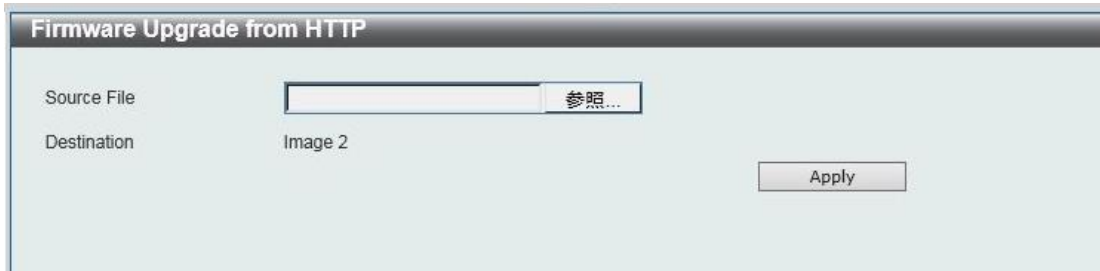 Firmware Upgrade from HTTP
Source File 参照...
Destination Image 2
Apply